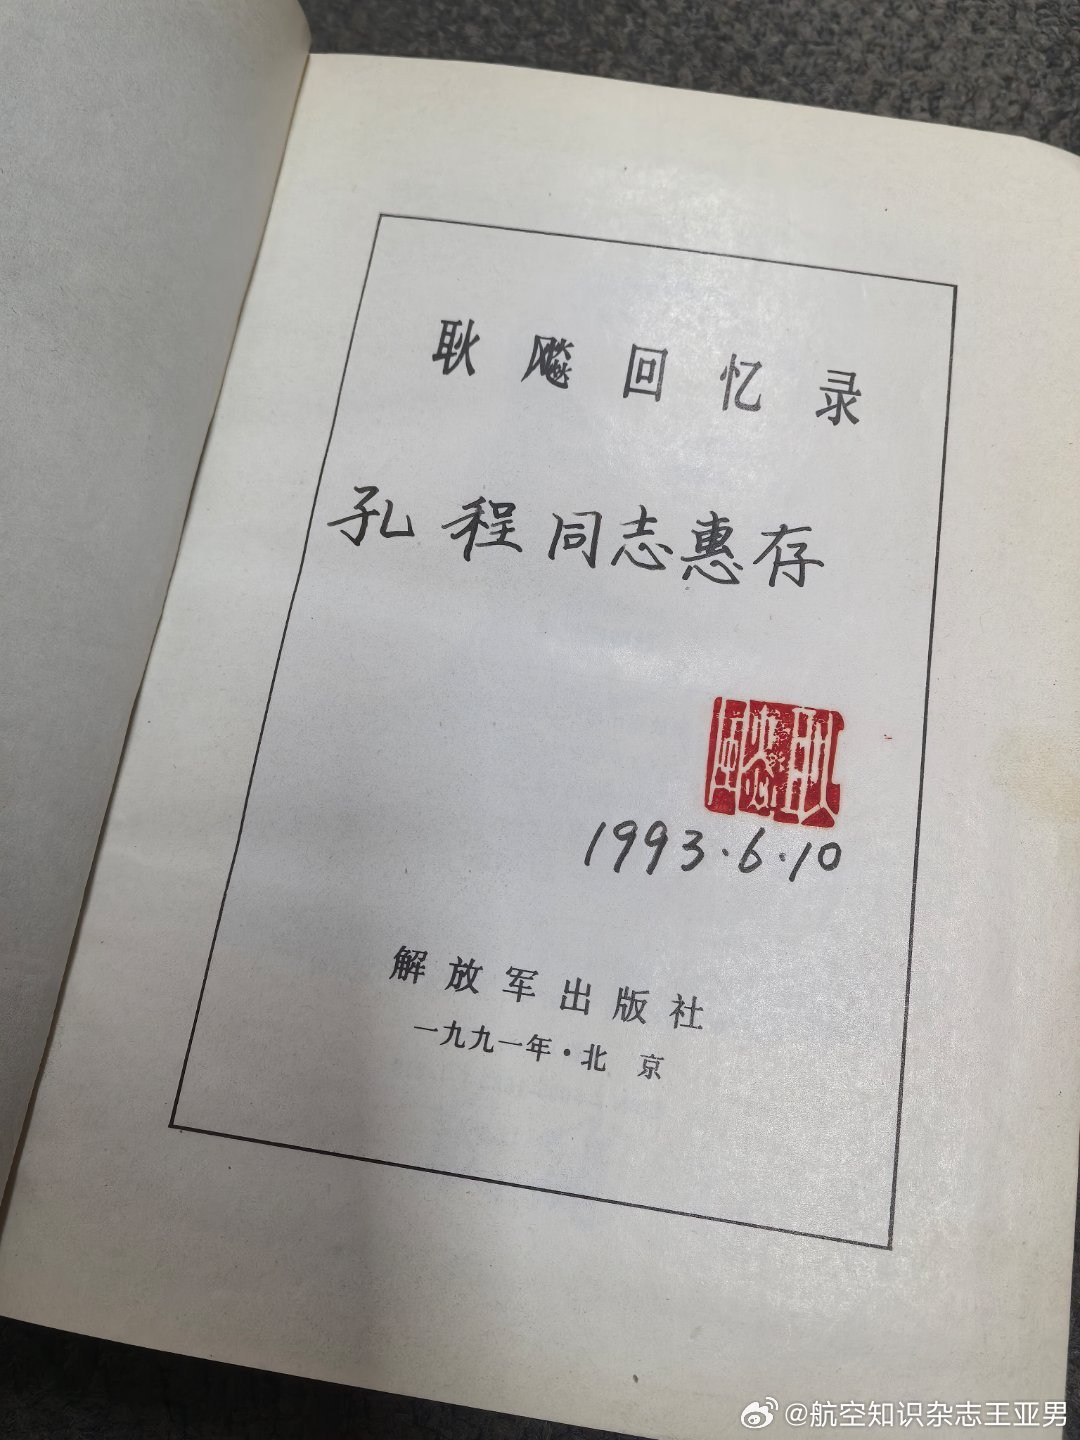 耿飚回忆录
孔程同志惠存
1993.6.10
解放军出版社
一九九一年·北京
@航空知识杂志王亚男